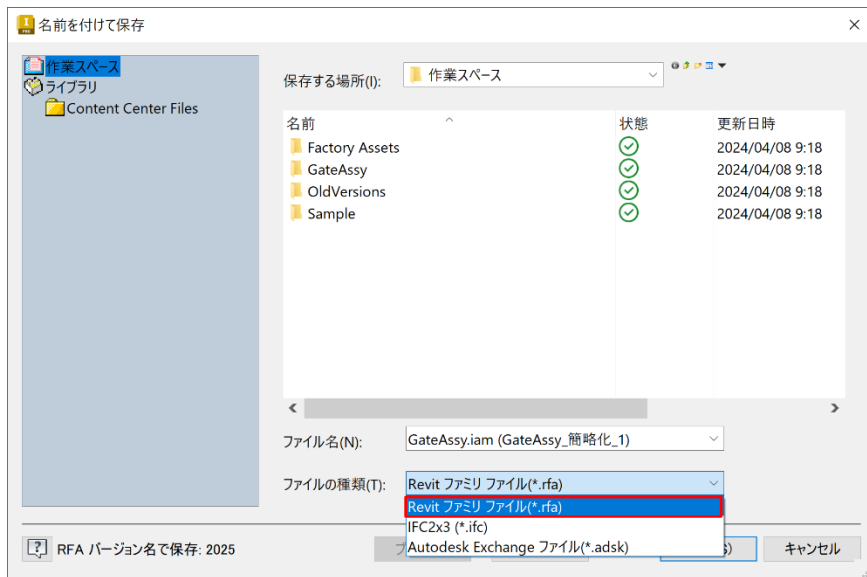 名前を付けて保存
作業スペース
ライブラリ
Content Center Files
保存する場所(I):
作業スペース
名前 状態 更新日時
Factory Assets 2024/04/08 9:18
GateAssy 2024/04/08 9:18
OldVersions 2024/04/08 9:18
Sample 2024/04/08 9:18
ファイル名(N):
GateAssy.iam (GateAssy_簡略化_1)
ファイルの種類(T):
Revit ファミリ ファイル(*.rfa)
Revit ファミリ ファイル(*.rfa)
IFC2x3 (*.ifc)
Autodesk Exchange ファイル(*.adsk)
RFA バージョン名で保存: 2025
キャンセル